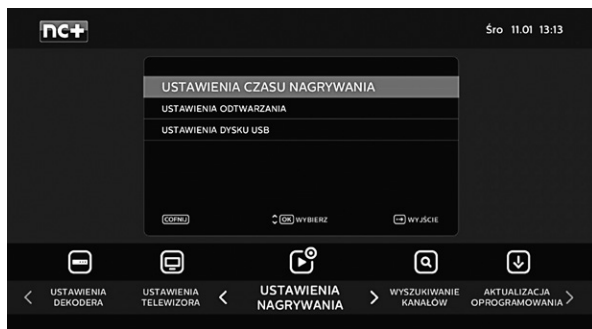 nc+
Śro 11.01 13:13
USTAWIENIA CZASU NAGRYWANIA
USTAWIENIA ODTWARZANIA
USTAWIENIA DYSKU USB
COFNIJ
OK WYBIERZ
WYJŚCIE
USTAWIENIA
DEKODERA
USTAWIENIA
TELEWIZORA
USTAWIENIA
NAGRYWANIA
WYSZUKIWANIE
KANAŁÓW
AKTUALIZACJA
OPROGRAMOWANIA